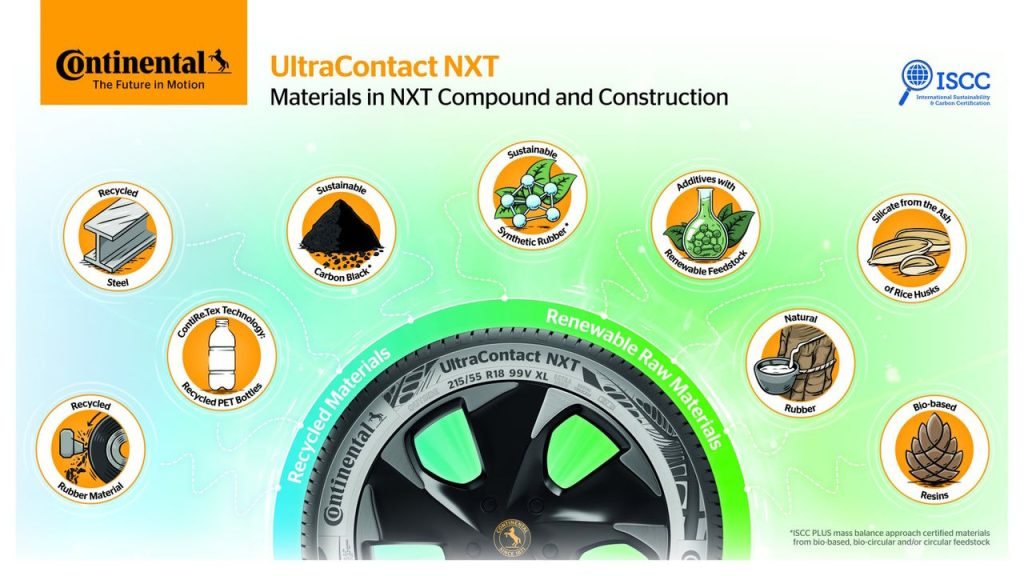 Continental
The Future in Motion
UltraContact NXT
Materials in NXT Compound and Construction
ISCC
International Sustainability
& Carbon Certification
Recycled
Steel
Sustainable
Carbon Black*
Sustainable
Synthetic Rubber*
Additives with
Renewable Feedstock
Silicate from the Ash
of Rice Husks
ContiRe.Tex Technology:
Recycled PET Bottles
Natural
Rubber
Recycled
Rubber Material
Bio-based
Resins
Recycled Materials
Renewable Raw Materials
UltraContact NXT
215/55 R18 99V XL
Continental
CONTINENTAL
SINCE 1871
*ISCC PLUS mass balance approach certified materials
from bio-based, bio-circular and/or circular feedstock